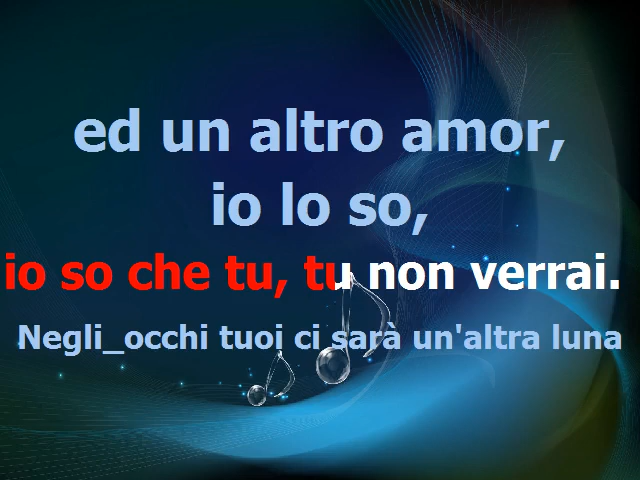 ed un altro amor,
io lo so,
io so che tu, tu non verrai.
Negli_occhi tuoi ci sarà un'altra luna